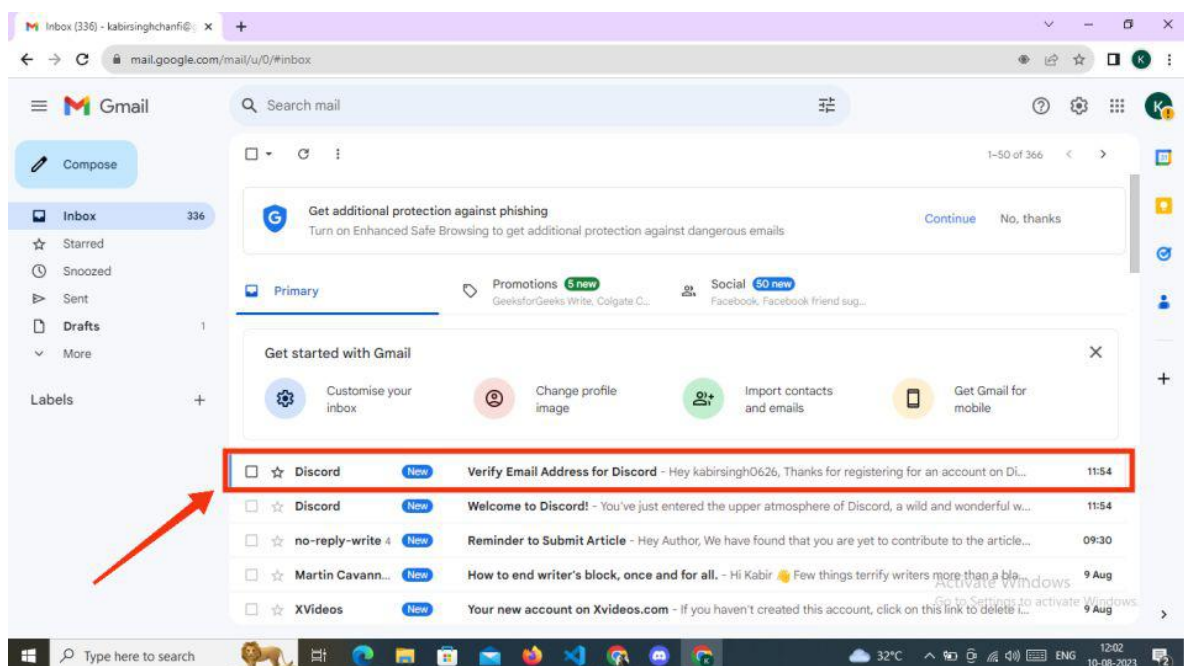 Inbox (336) - kabirsinghchanfi@g
mail.google.com/mail/u/0/#inbox
K
Gmail
Search mail
K
Compose
1–50 of 366
Inbox 336
Starred
Snoozed
Sent
Drafts 1
More
Labels
Get additional protection against phishing
Turn on Enhanced Safe Browsing to get additional protection against dangerous emails
Continue No, thanks
Primary
Promotions 5 new
GeeksforGeeks Write, Colgate C...
Social 50 new
Facebook, Facebook friend sug...
Get started with Gmail
Customise your
inbox
Change profile
image
Import contacts
and emails
Get Gmail for
mobile
Discord New Verify Email Address for Discord - Hey kabirsingh0626, Thanks for registering for an account on Di... 11:54
Discord New Welcome to Discord! - You've just entered the upper atmosphere of Discord, a wild and wonderful w... 11:54
no-reply-write 4 New Reminder to Submit Article - Hey Author, We have found that you are yet to contribute to the article... 09:30
Martin Cavann... New How to end writer's block, once and for all. - Hi Kabir 👋 Few things terrify writers more than a bla... 9 Aug
XVideos New Your new account on Xvideos.com - If you haven't created this account, click on this link to delete i... 9 Aug
Activate Windows
Go to Settings to activate Windows.
Type here to search
32°C
ENG
12:02
10-08-2023
2